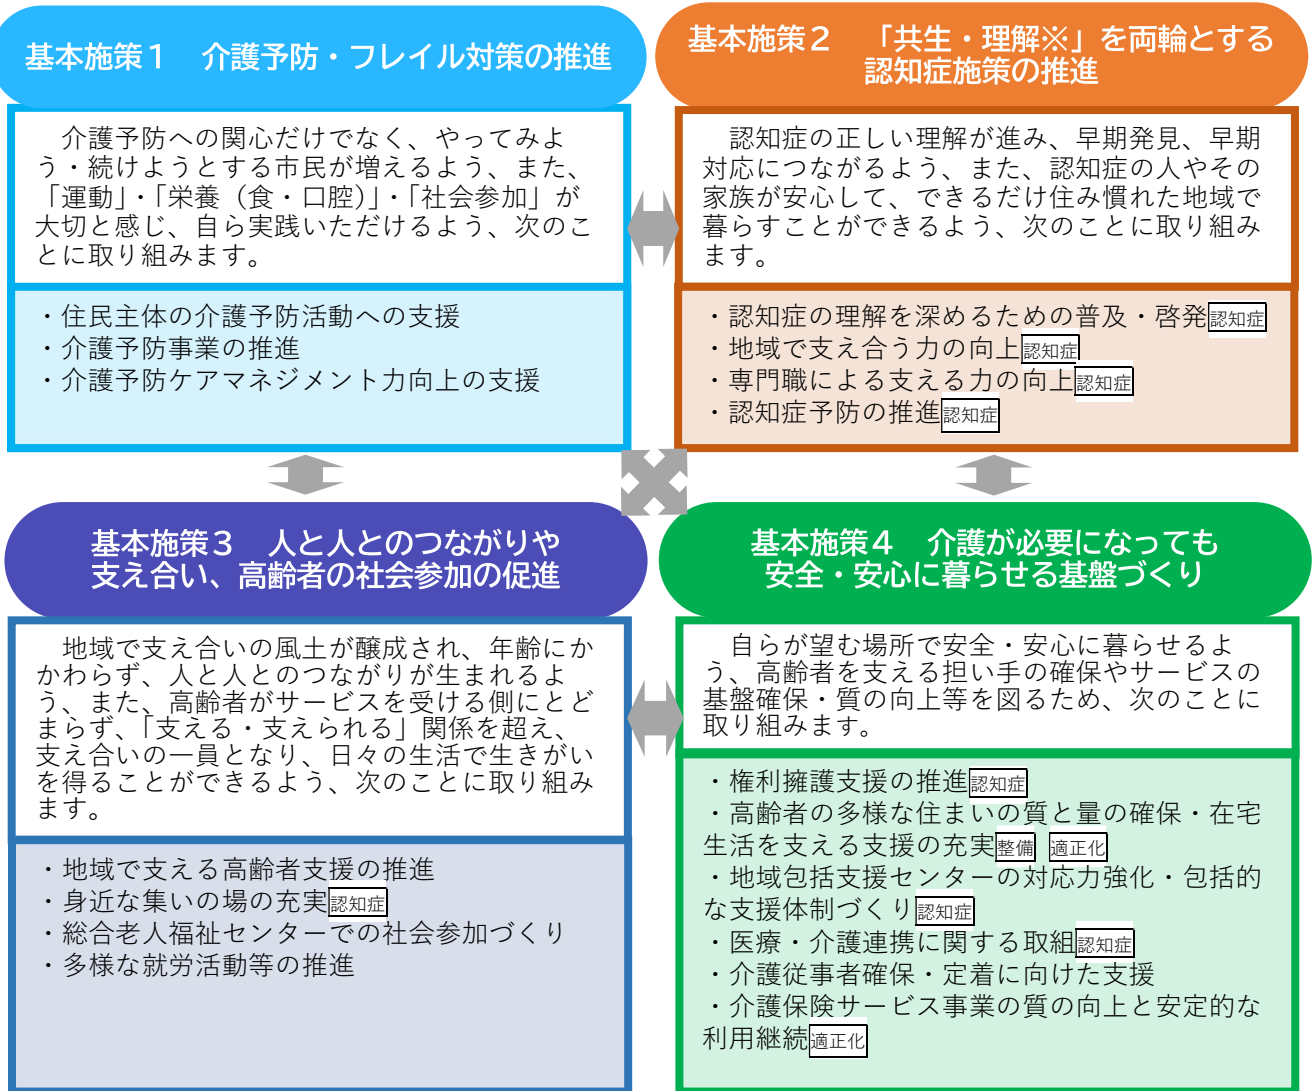 基本施策１　介護予防・フレイル対策の推進
　介護予防への関心だけでなく、やってみよ
う・続けようとする市民が増えるよう、また、
「運動」・「栄養（食・口腔）」・「社会参加」が
大切と感じ、自ら実践いただけるよう、次のこ
とに取り組みます。
・住民主体の介護予防活動への支援
・介護予防事業の推進
・介護予防ケアマネジメント力向上の支援
基本施策２　「共生・理解※」を両輪とする
認知症施策の推進
　認知症の正しい理解が進み、早期発見、早期
対応につながるよう、また、認知症の人やその
家族が安心して、できるだけ住み慣れた地域で
暮らすことができるよう、次のことに取り組み
ます。
・認知症の理解を深めるための普及・啓発 認知症
・地域で支え合う力の向上 認知症
・専門職による支える力の向上 認知症
・認知症予防の推進 認知症
基本施策３　人と人とのつながりや
支え合い、高齢者の社会参加の促進
　地域で支え合いの風土が醸成され、年齢にか
かわらず、人と人とのつながりが生まれるよ
う、また、高齢者がサービスを受ける側にとど
まらず、「支える・支えられる」関係を超え、
支え合いの一員となり、日々の生活で生きがい
を得ることができるよう、次のことに取り組み
ます。
・地域で支える高齢者支援の推進
・身近な集いの場の充実 認知症
・総合老人福祉センターでの社会参加づくり
・多様な就労活動等の推進
基本施策４　介護が必要になっても
安全・安心に暮らせる基盤づくり
　自らが望む場所で安全・安心に暮らせるよ
う、高齢者を支える担い手の確保やサービスの
基盤確保・質の向上等を図るため、次のことに
取り組みます。
・権利擁護支援の推進 認知症
・高齢者の多様な住まいの質と量の確保・在宅
生活を支える支援の充実 整備 適正化
・地域包括支援センターの対応力強化・包括的
な支援体制づくり 認知症
・医療・介護連携に関する取組 認知症
・介護従事者確保・定着に向けた支援
・介護保険サービス事業の質の向上と安定的な
利用継続 適正化